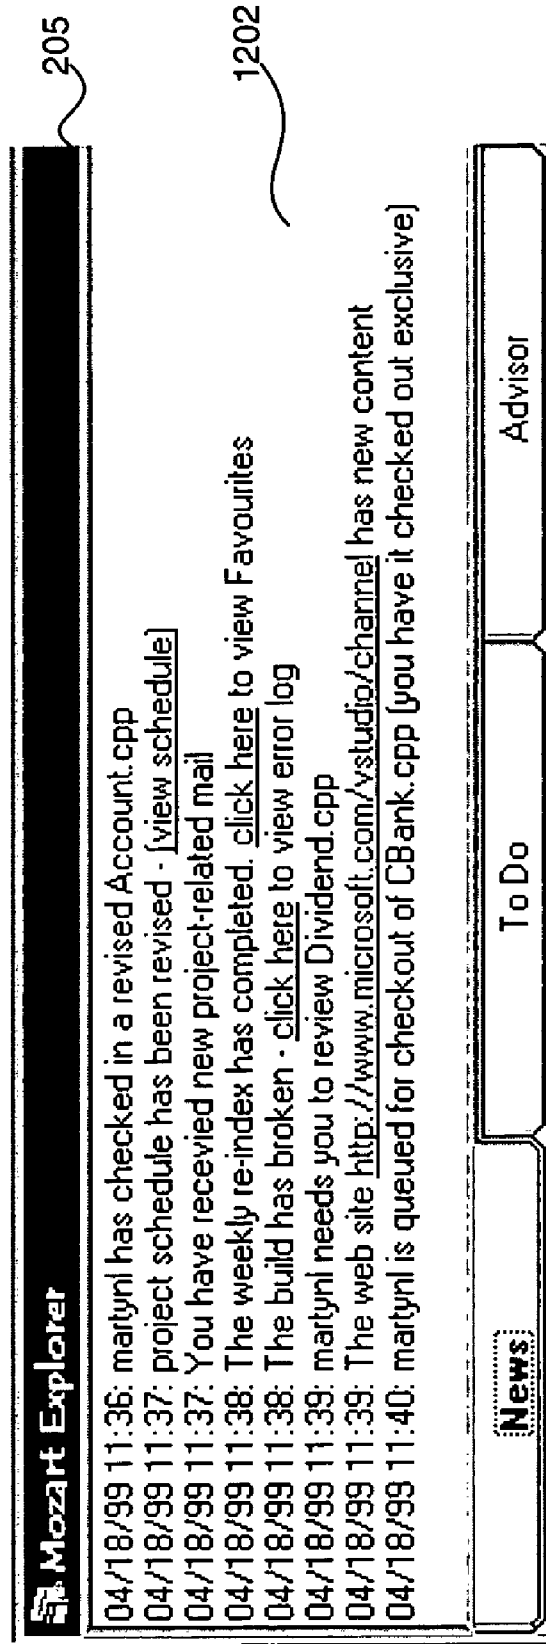 205
Mozart Explorer
1202
04/18/99 11:36: martynl has checked in a revised Account.cpp
04/18/99 11:37: project schedule has been revised - (view schedule)
04/18/99 11:37: You have recevied new project-related mail
04/18/99 11:38: The weekly re-index has completed. click here to view Favourites
04/18/99 11:38: The build has broken - click here to view error log
04/18/99 11:39: martynl needs you to review Dividend.cpp
04/18/99 11:39: The web site http://www.microsoft.com/vstudio/channel has new content
04/18/99 11:40: martynl is queued for checkout of CBank.cpp (you have it checked out exclusive)
News To Do Advisor